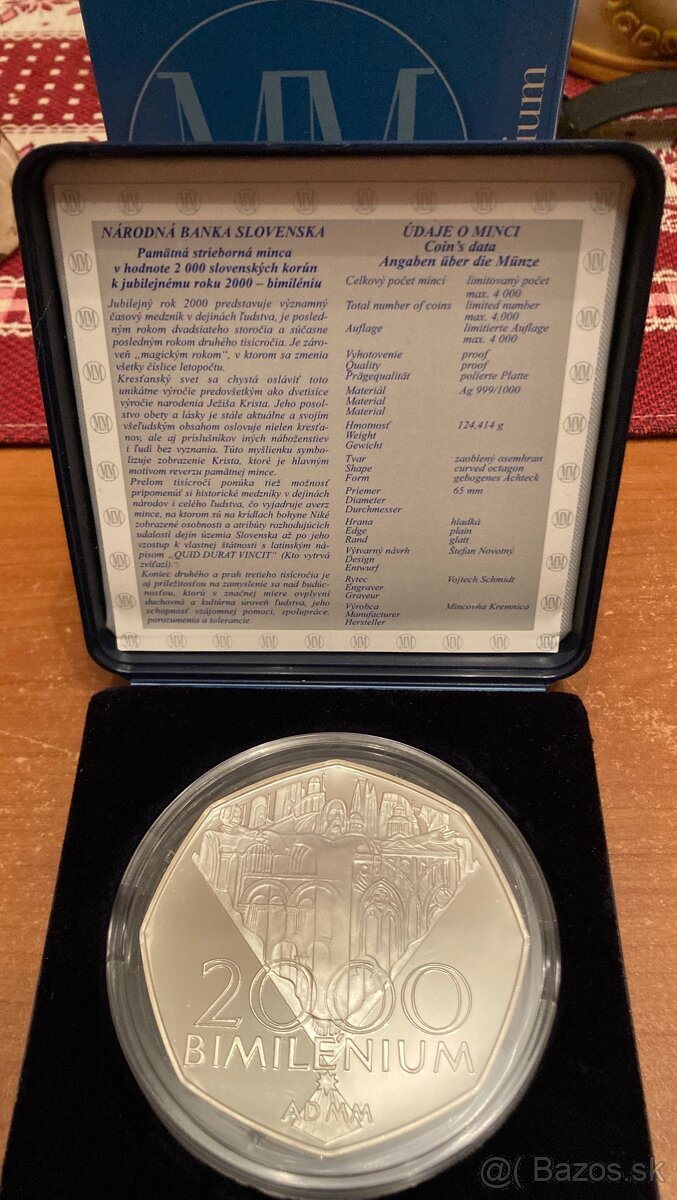 MM
NÁRODNÁ BANKA SLOVENSKA
Pamätná strieborná minca
v hodnote 2 000 slovenských korún
k jubilejnému roku 2000 – bimiléniu
Jubilejný rok 2000 predstavuje významný
časový medzník v dejinách ľudstva, je posled-
ným rokom dvadsiateho storočia a súčasne
posledným rokom druhého tisícročia. Je záro-
veň „magickým rokom“, v ktorom sa zmenia
všetky číslice letopočtu.
Kresťanský svet sa chystá osláviť toto
unikátne výročie predovšetkým ako dvetisíce
výročie narodenia Ježiša Krista. Jeho posol-
stvo obety a lásky je stále aktuálne a svojím
všeľudským obsahom oslovuje nielen kresťa-
nov, ale aj príslušníkov iných náboženstiev
i ľudí bez vyznania. Túto myšlienku symbo-
lizuje zobrazenie Krista, ktoré je hlavným
motívom reverzu pamätnej mince.
Prelom tisícročí ponúka tiež možnosť
pripomenúť si historické medzníky v dejinách
národov i celého ľudstva, čo vyjadruje averz
mince, na ktorom sú na krídlach bohyne Niké
zobrazené osobnosti a atribúty rozhodujúcich
udalostí dejín územia Slovenska až po jeho
vzostup k vlastnej štátnosti s latinským ná-
pisom „QUID DURAT VINCIT“ (Kto vytrvá
zvíťazí).
Koniec druhého a prah tretieho tisícročia je
aj príležitosťou na zamyslenie sa nad budúc-
nosťou, ktorú v značnej miere ovplyvní
duchovná a kultúrna úroveň ľudstva, jeho
schopnosť vzájomnej pomoci, spolupráce,
porozumenia a tolerancie.
ÚDAJE O MINCI
Coin's data
Angaben über die Münze
Celkový počet mincí limitovaný počet
max. 4 000
Total number of coins limited number
max. 4,000
Auflage limitierte Auflage
max. 4 000
Vyhotovenie proof
Quality proof
Prägequalität polierte Platte
Materiál Ag 999/1000
Material
Material
Hmotnosť 124,414 g
Weight
Gewicht
Tvar zaoblený osemhran
Shape curved octagon
Form gebogenes Achteck
Priemer 65 mm
Diameter
Durchmesser
Hrana hladká
Edge plain
Rand glatt
Výtvarný návrh Štefan Novotný
Design
Entwurf
Rytec Vojtech Schmidt
Engraver
Graveur
Výrobca Mincovňa Kremnica
Manufacturer
Hersteller
2000
BIMILÉNIUM
AD MM
@( Bazos.sk